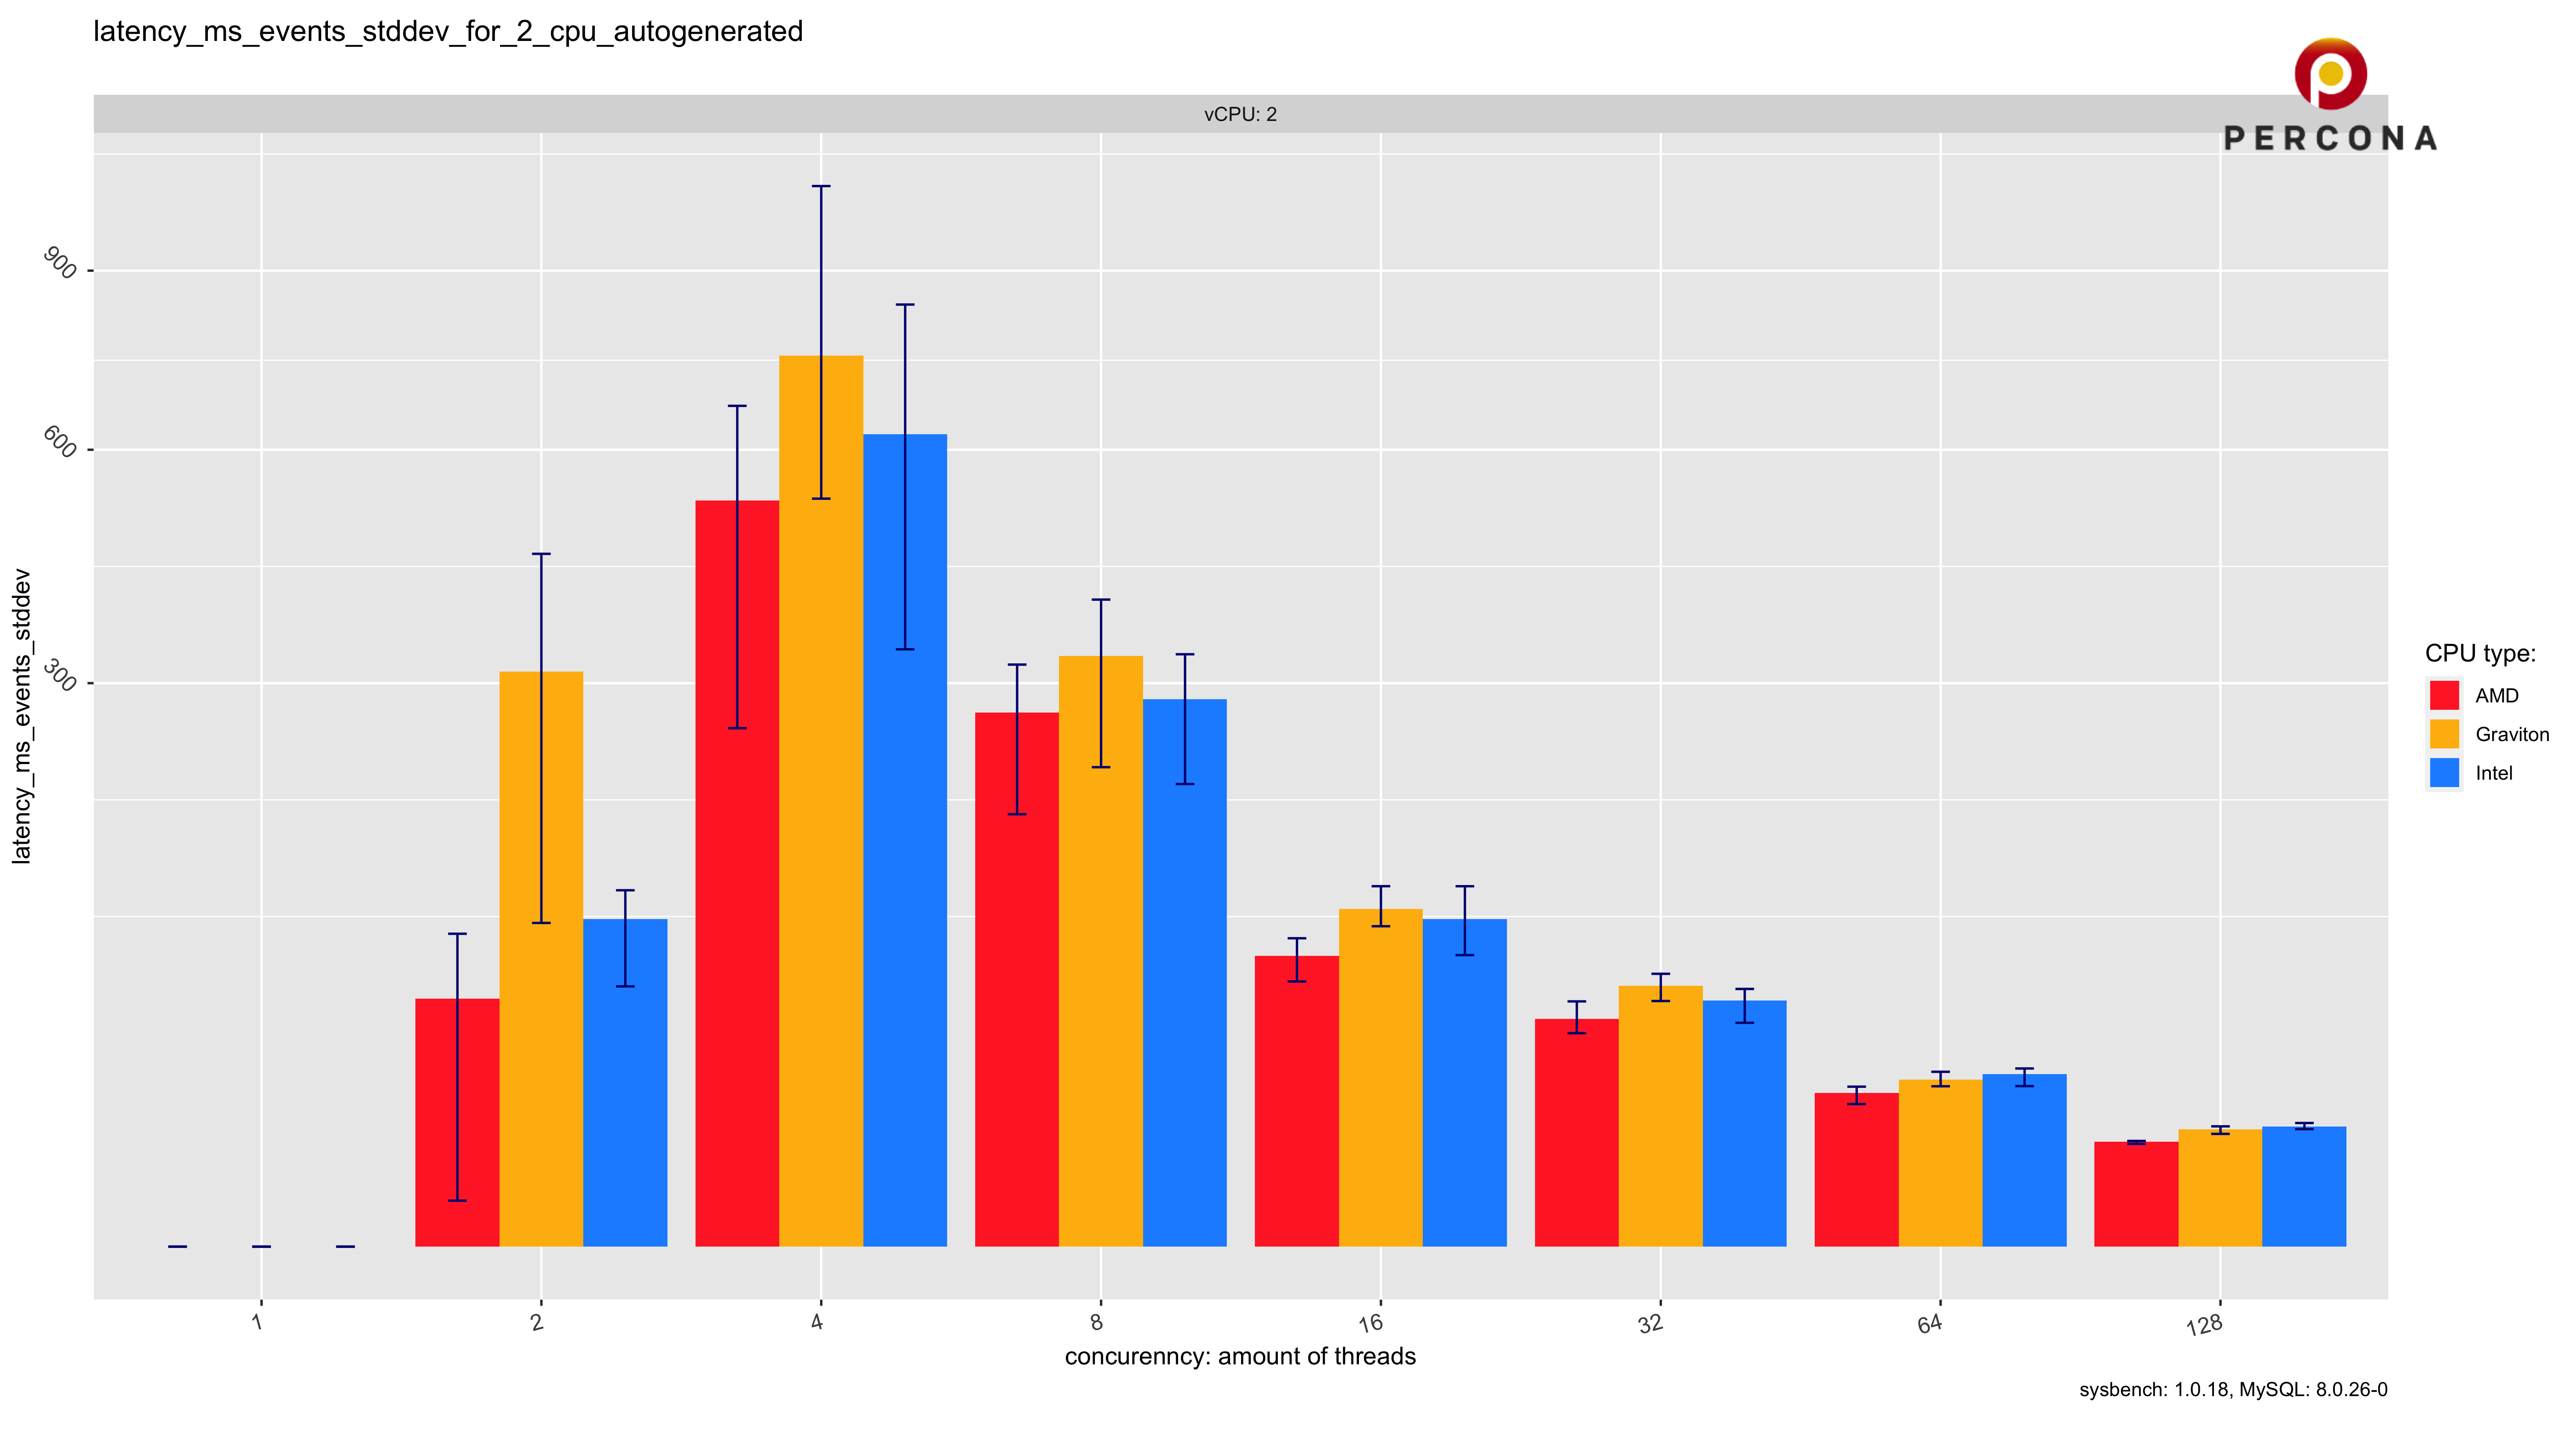 latency_ms_events_stddev_for_2_cpu_autogenerated
PERCONA
vCPU: 2
latency_ms_events_stddev
900
600
300
1
2
4
8
16
32
64
128
concurenncy: amount of threads
CPU type:
AMD
Graviton
Intel
sysbench: 1.0.18, MySQL: 8.0.26-0